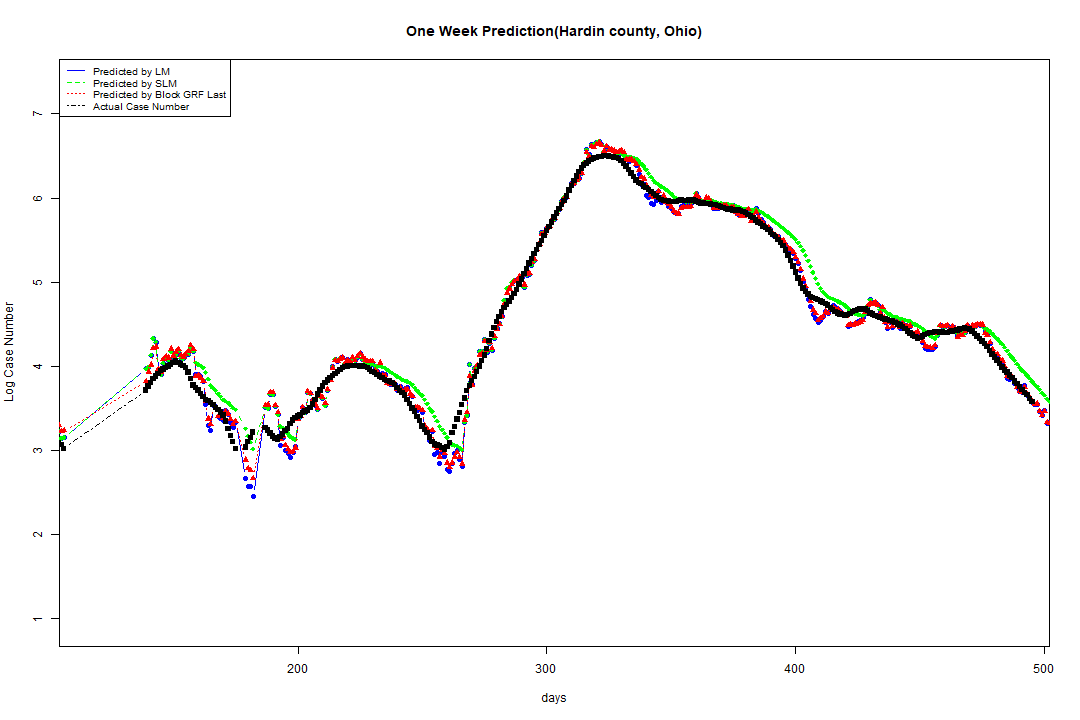 One Week Prediction(Hardin county, Ohio)
Predicted by LM
Predicted by SLM
Predicted by Block GRF Last
Actual Case Number
7
6
5
4
3
2
1
Log Case Number
200 300 400 500
days